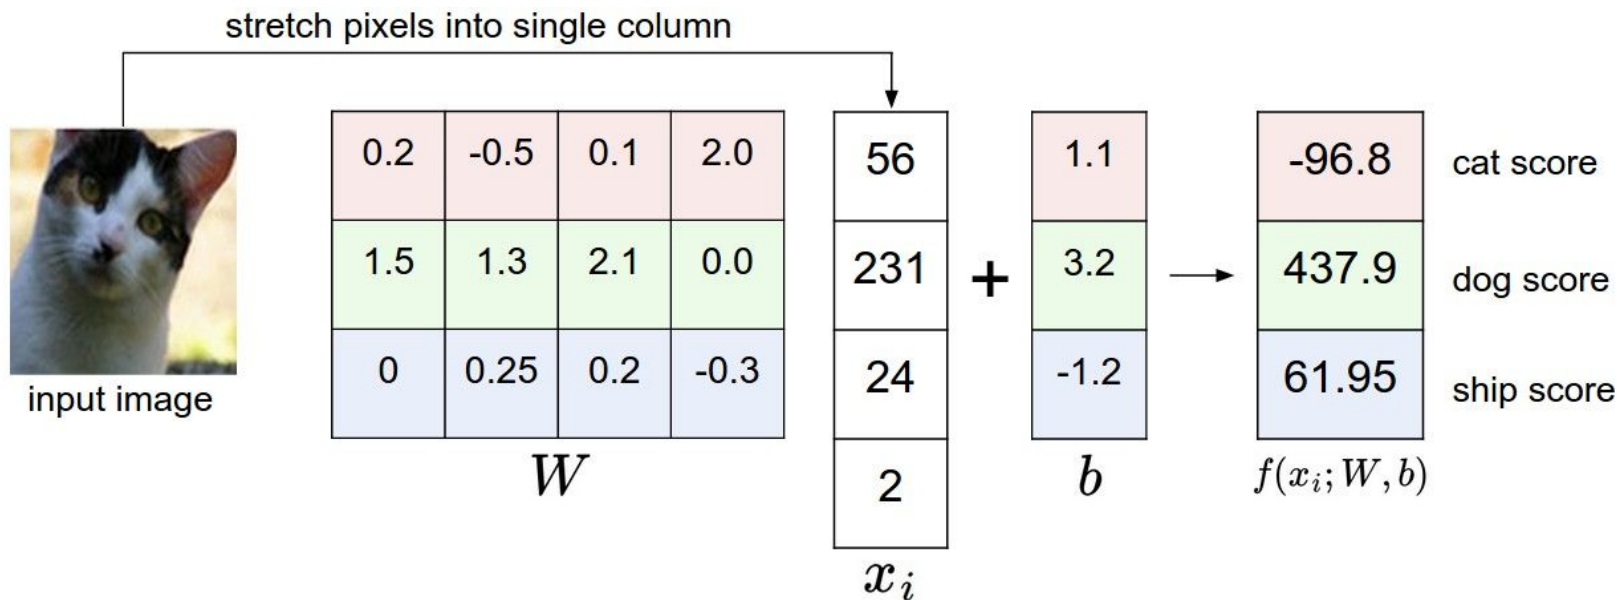 stretch pixels into single column
0.2 -0.5 0.1 2.0
1.5 1.3 2.1 0.0
0 0.25 0.2 -0.3
W
56
231
24
2
x_i
+
1.1
3.2
-1.2
b
-96.8 cat score
437.9 dog score
61.95 ship score
f(x_i; W, b)
input image